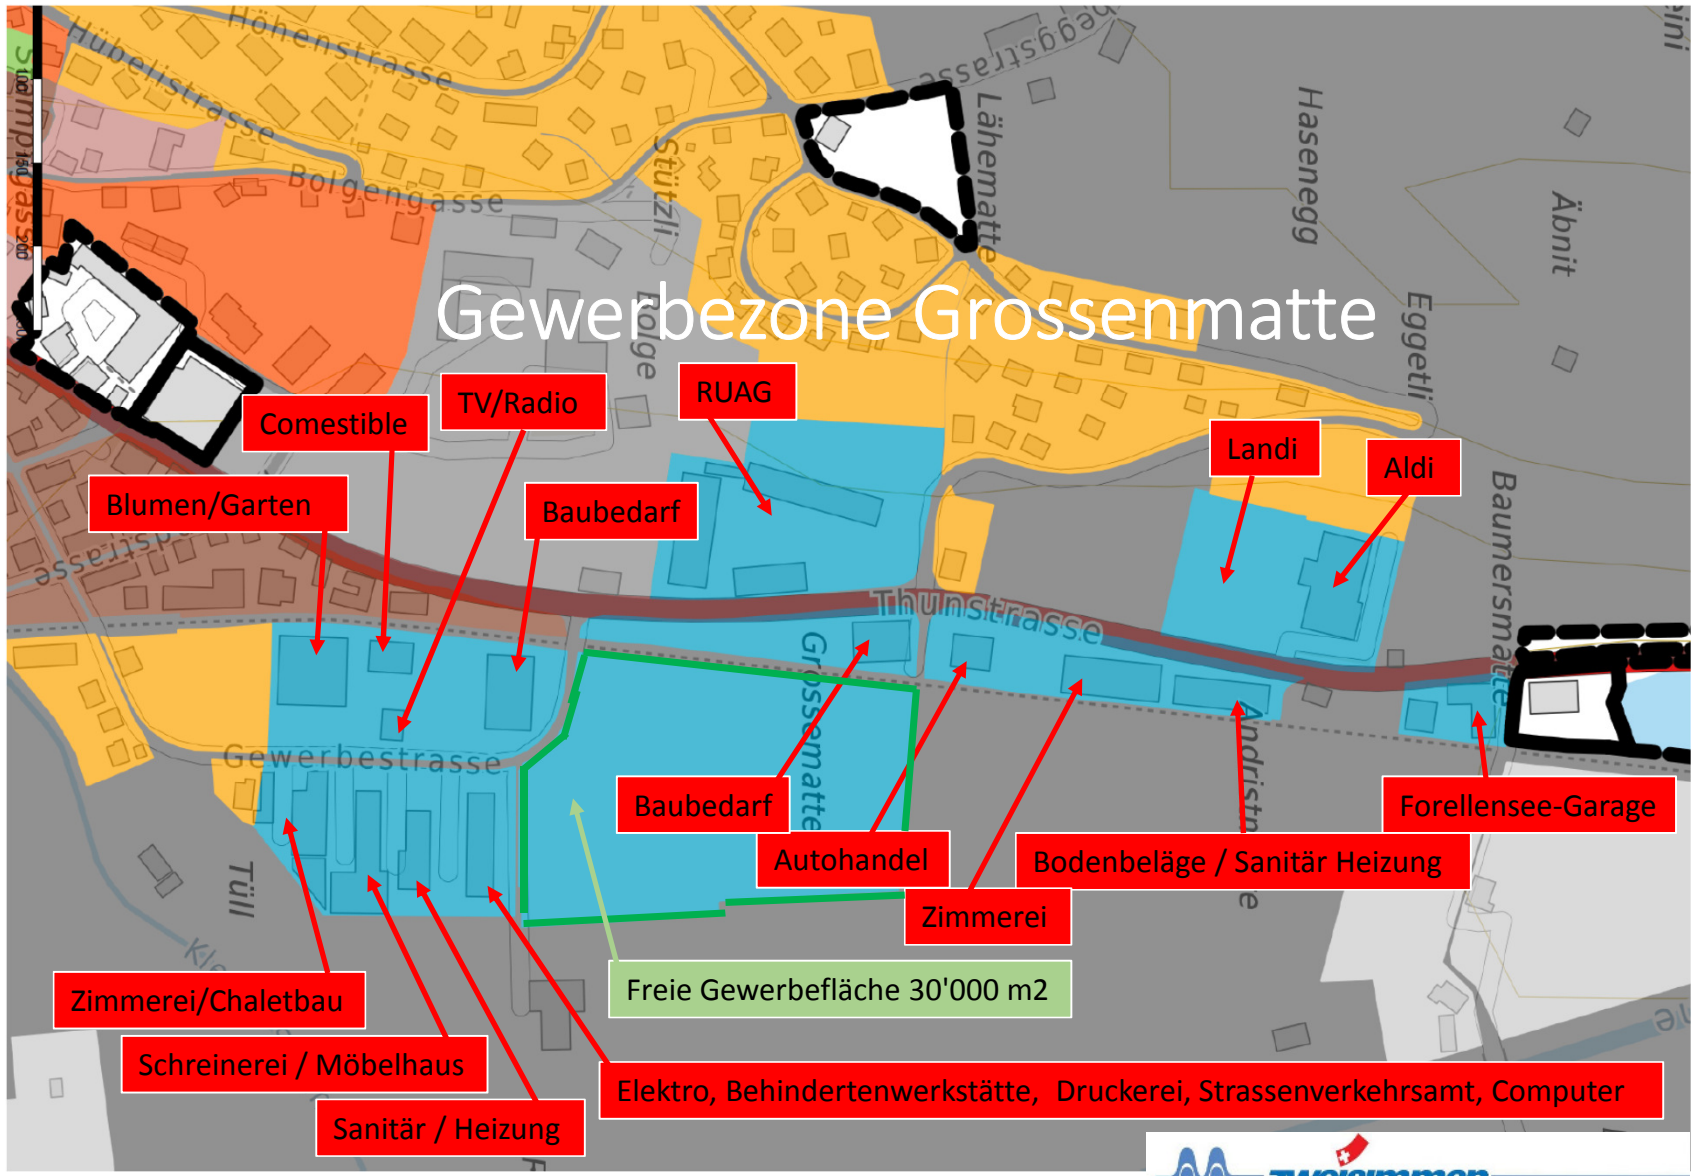 Höhenstrasse
Hübelistrasse
Lähematte
Hasenegg
Äbnit
Stützli
Bolgengasse
Gewerbezone Grossenmatte
Bolge
Eggetli
Baumersmatte
RUAG
TV/Radio
Comestible
Landi
Aldi
Blumen/Garten
Baubedarf
Thunstrasse
Grossematte
Gewerbestrasse
Baubedarf
Forellensee-Garage
Autohandel
Bodenbeläge / Sanitär Heizung
Tüll
Zimmerei
Freie Gewerbefläche 30'000 m2
Zimmerei/Chaletbau
Schreinerei / Möbelhaus
Elektro, Behindertenwerkstätte, Druckerei, Strassenverkehrsamt, Computer
Sanitär / Heizung